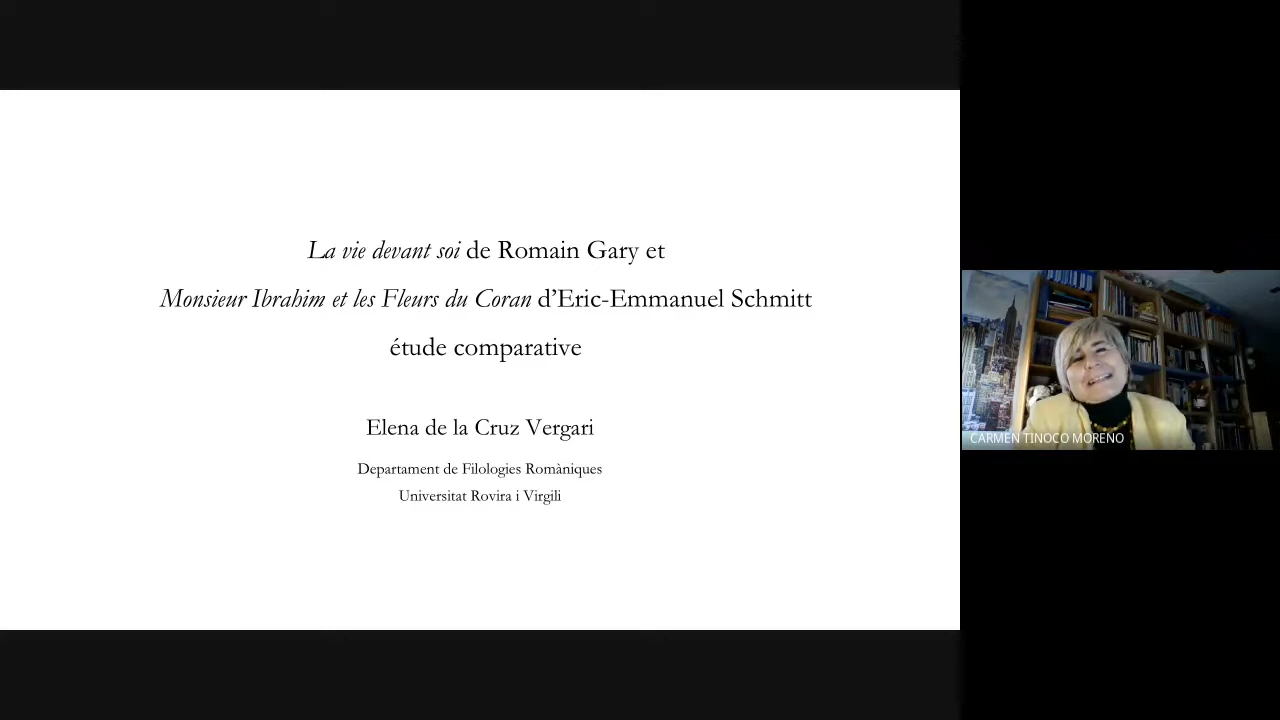 La vie devant soi de Romain Gary et
Monsieur Ibrahim et les Fleurs du Coran d’Eric-Emmanuel Schmitt
étude comparative
Elena de la Cruz Vergari
Departament de Filologies Romàniques
Universitat Rovira i Virgili
CARMEN TINOCO MORENO